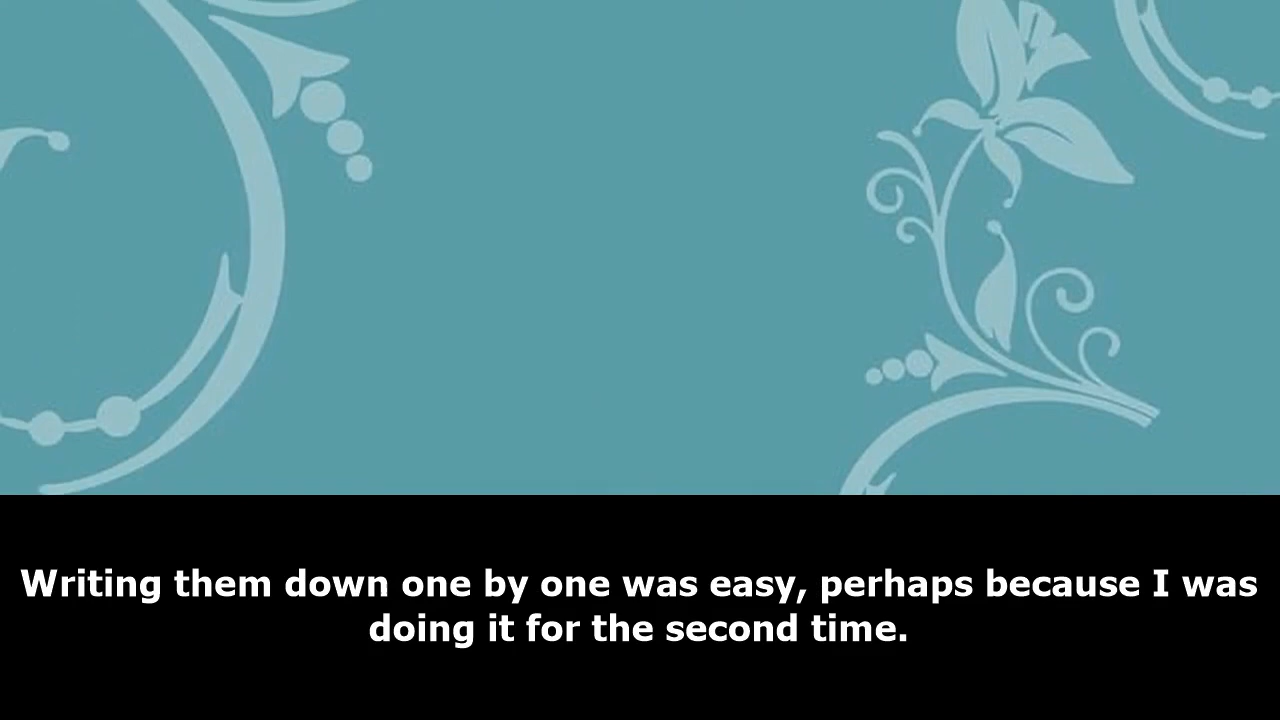 Writing them down one by one was easy, perhaps because I was
doing it for the second time.